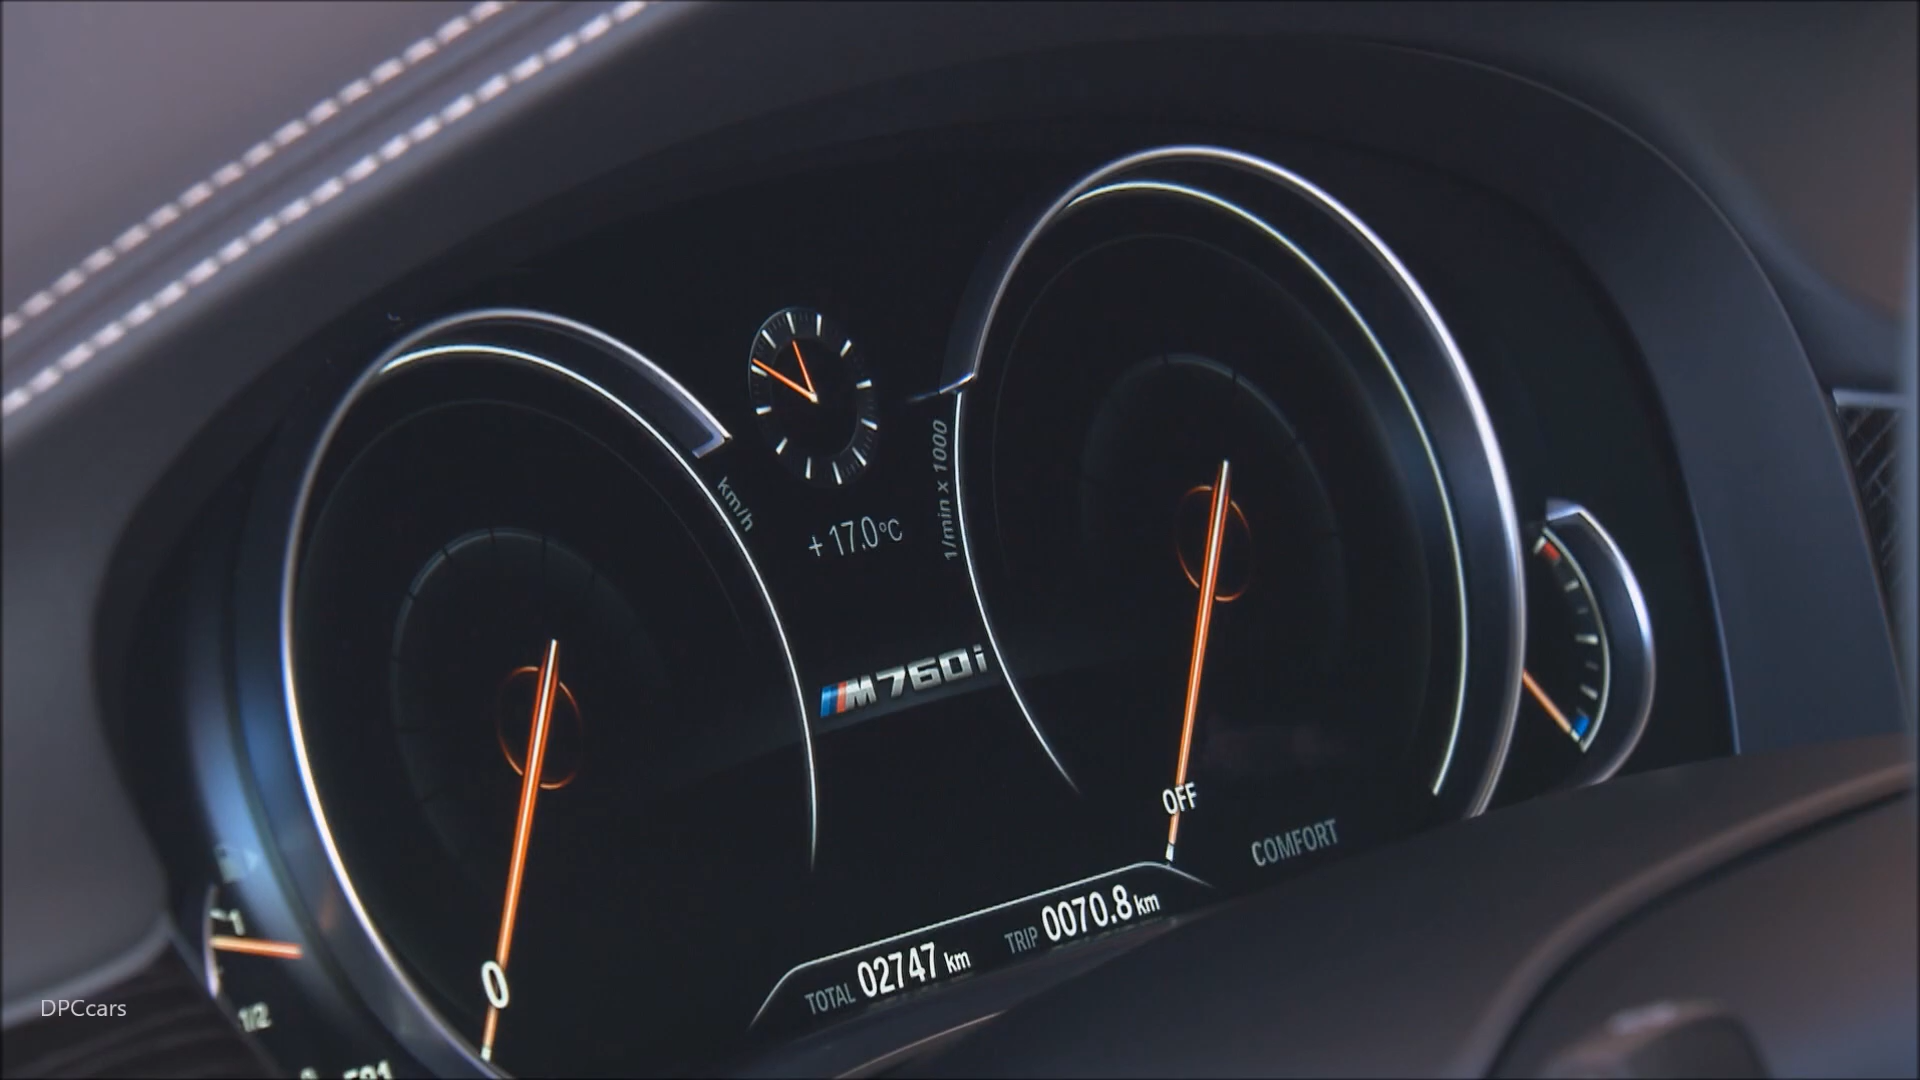 km/h
1/min x 1000
+ 17.0°C
M760i
OFF
COMFORT
TOTAL 02747 km
TRIP 0070.8 km
0
1
1/2
DPCcars